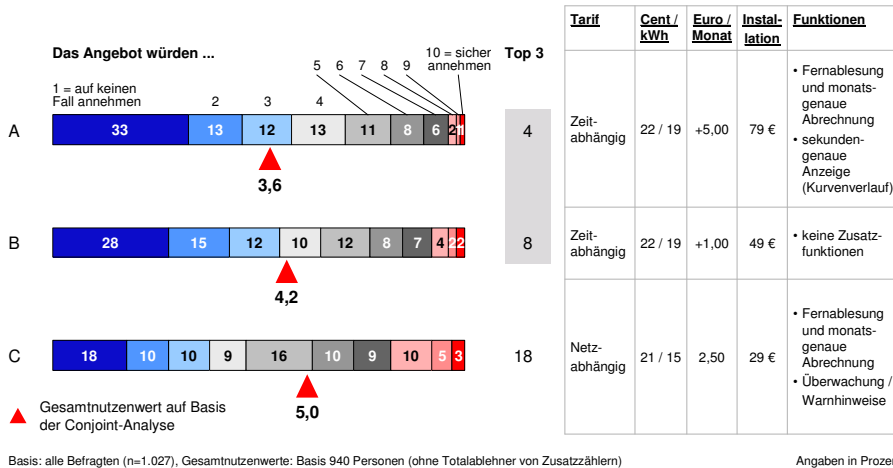 Das Angebot würden ...
1 = auf keinen
Fall annehmen
2
3
4
5
6
7
8
9
10 = sicher
annehmen
Top 3
A
33
13
12
13
11
8
6
2
1
4
3,6
B
28
15
12
10
12
8
7
4
2
2
8
4,2
C
18
10
10
9
16
10
9
10
5
3
18
5,0
Gesamtnutzenwert auf Basis
der Conjoint-Analyse
Tarif
Cent /
kWh
Euro /
Monat
Instal-
lation
Funktionen
Zeit-
abhängig
22 / 19
+5,00
79 €
• Fernablesung
und monats-
genaue
Abrechnung
• sekunden-
genaue
Anzeige
(Kurvenverlauf)
Zeit-
abhängig
22 / 19
+1,00
49 €
• keine Zusatz-
funktionen
Netz-
abhängig
21 / 15
2,50
29 €
• Fernablesung
und monats-
genaue
Abrechnung
• Überwachung /
Warnhinweise
Basis: alle Befragten (n=1.027), Gesamtnutzenwerte: Basis 940 Personen (ohne Totalablehner von Zusatzzählern)
Angaben in Prozen